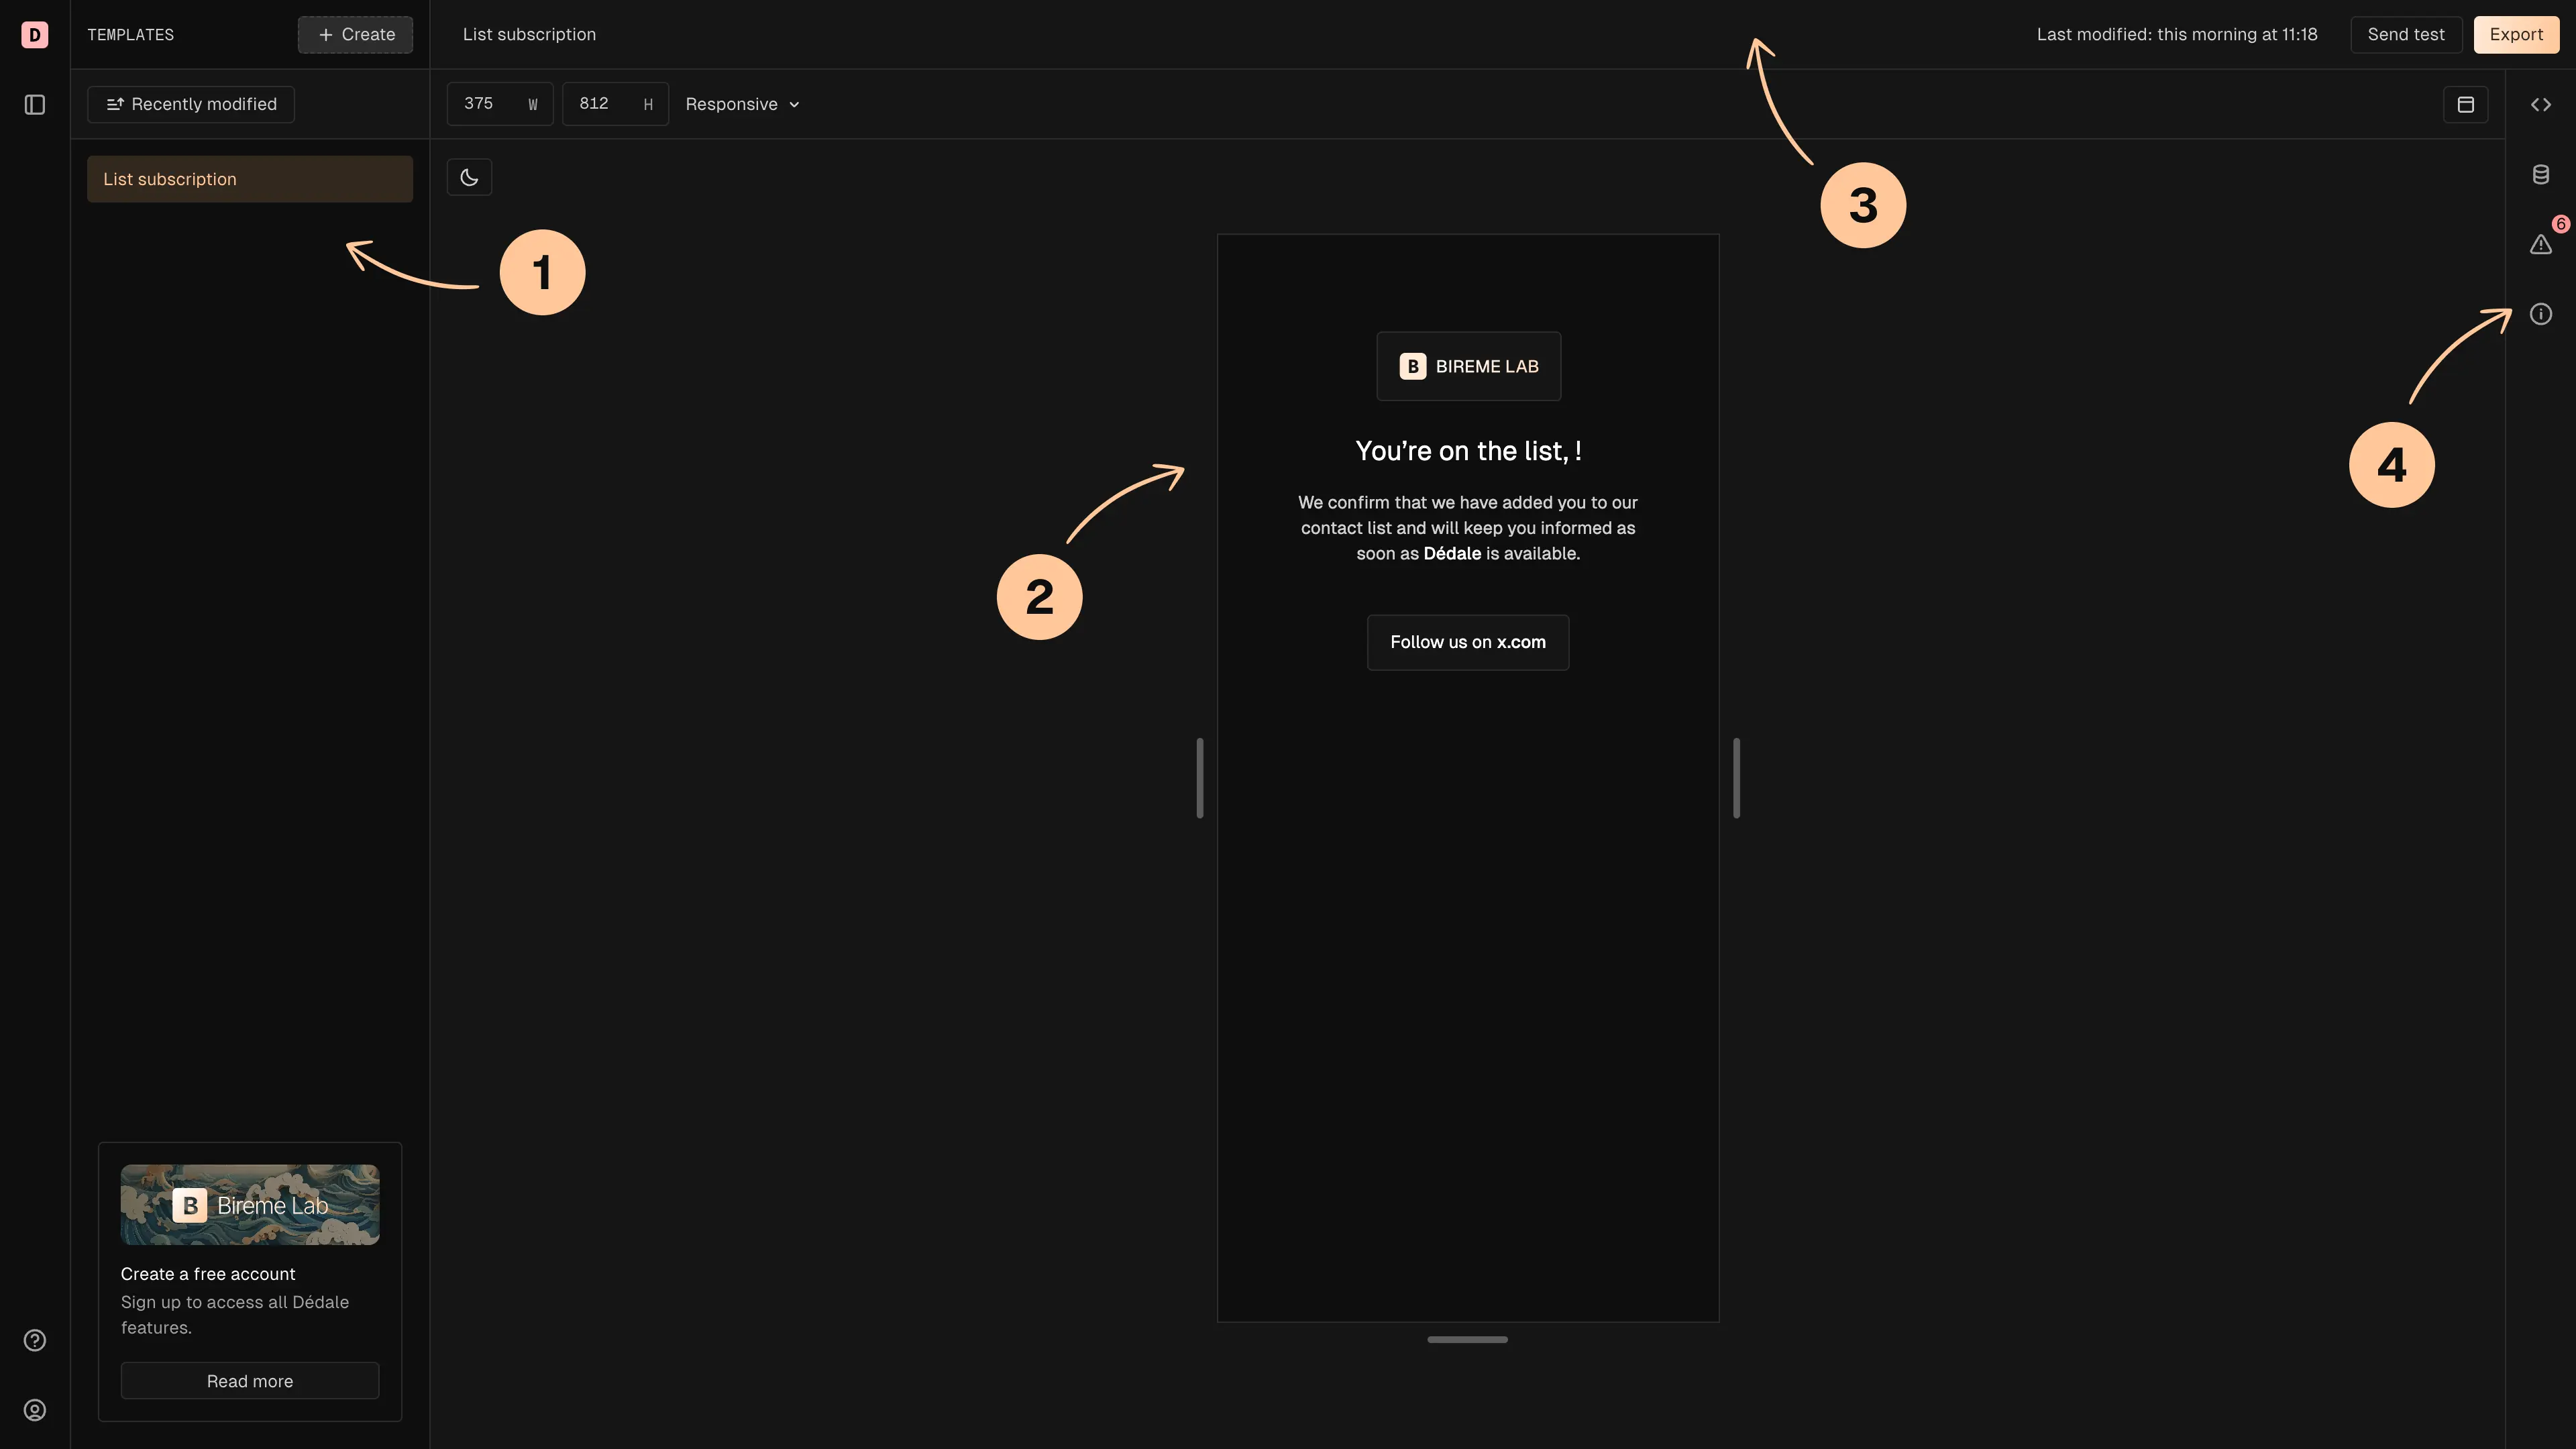 D
TEMPLATES
Create
List subscription
Last modified: this morning at 11:18
Send test
Export
Recently modified
375 W
812 H
Responsive
List subscription
1
2
3
4
6
B BIREME LAB
You’re on the list, !
We confirm that we have added you to our
contact list and will keep you informed as
soon as Dédale is available.
Follow us on x.com
B Bireme Lab
Create a free account
Sign up to access all Dédale
features.
Read more